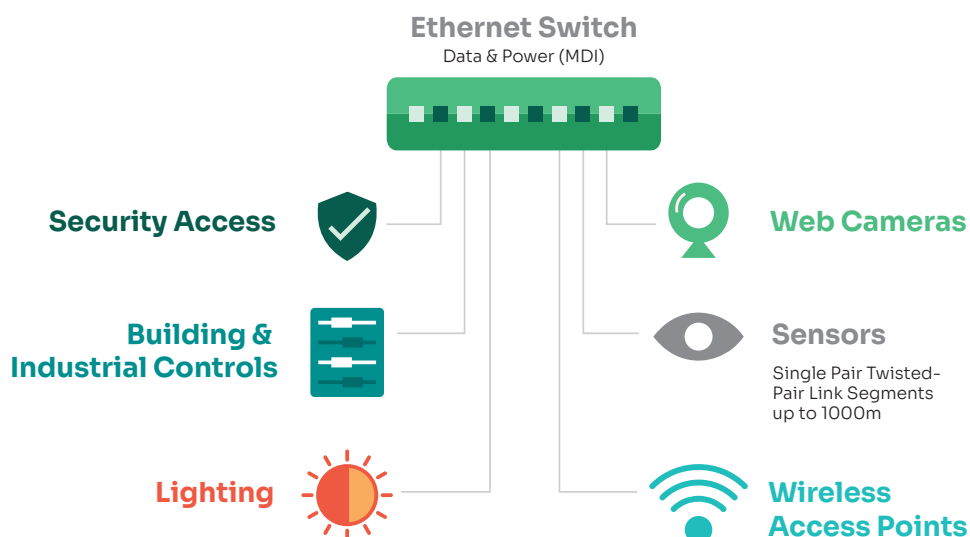 Ethernet Switch
Data & Power (MDI)
Security Access
Web Cameras
Building &
Industrial Controls
Sensors
Single Pair Twisted-
Pair Link Segments
up to 1000m
Lighting
Wireless
Access Points